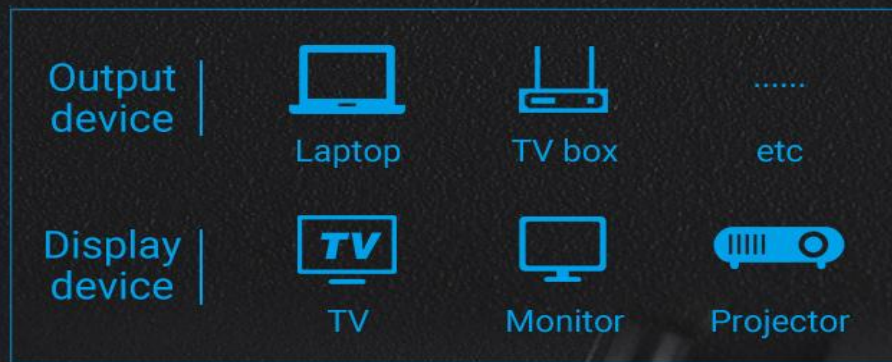 Output
device
Laptop
TV box
......
etc
Display
device
TV
TV
Monitor
Projector